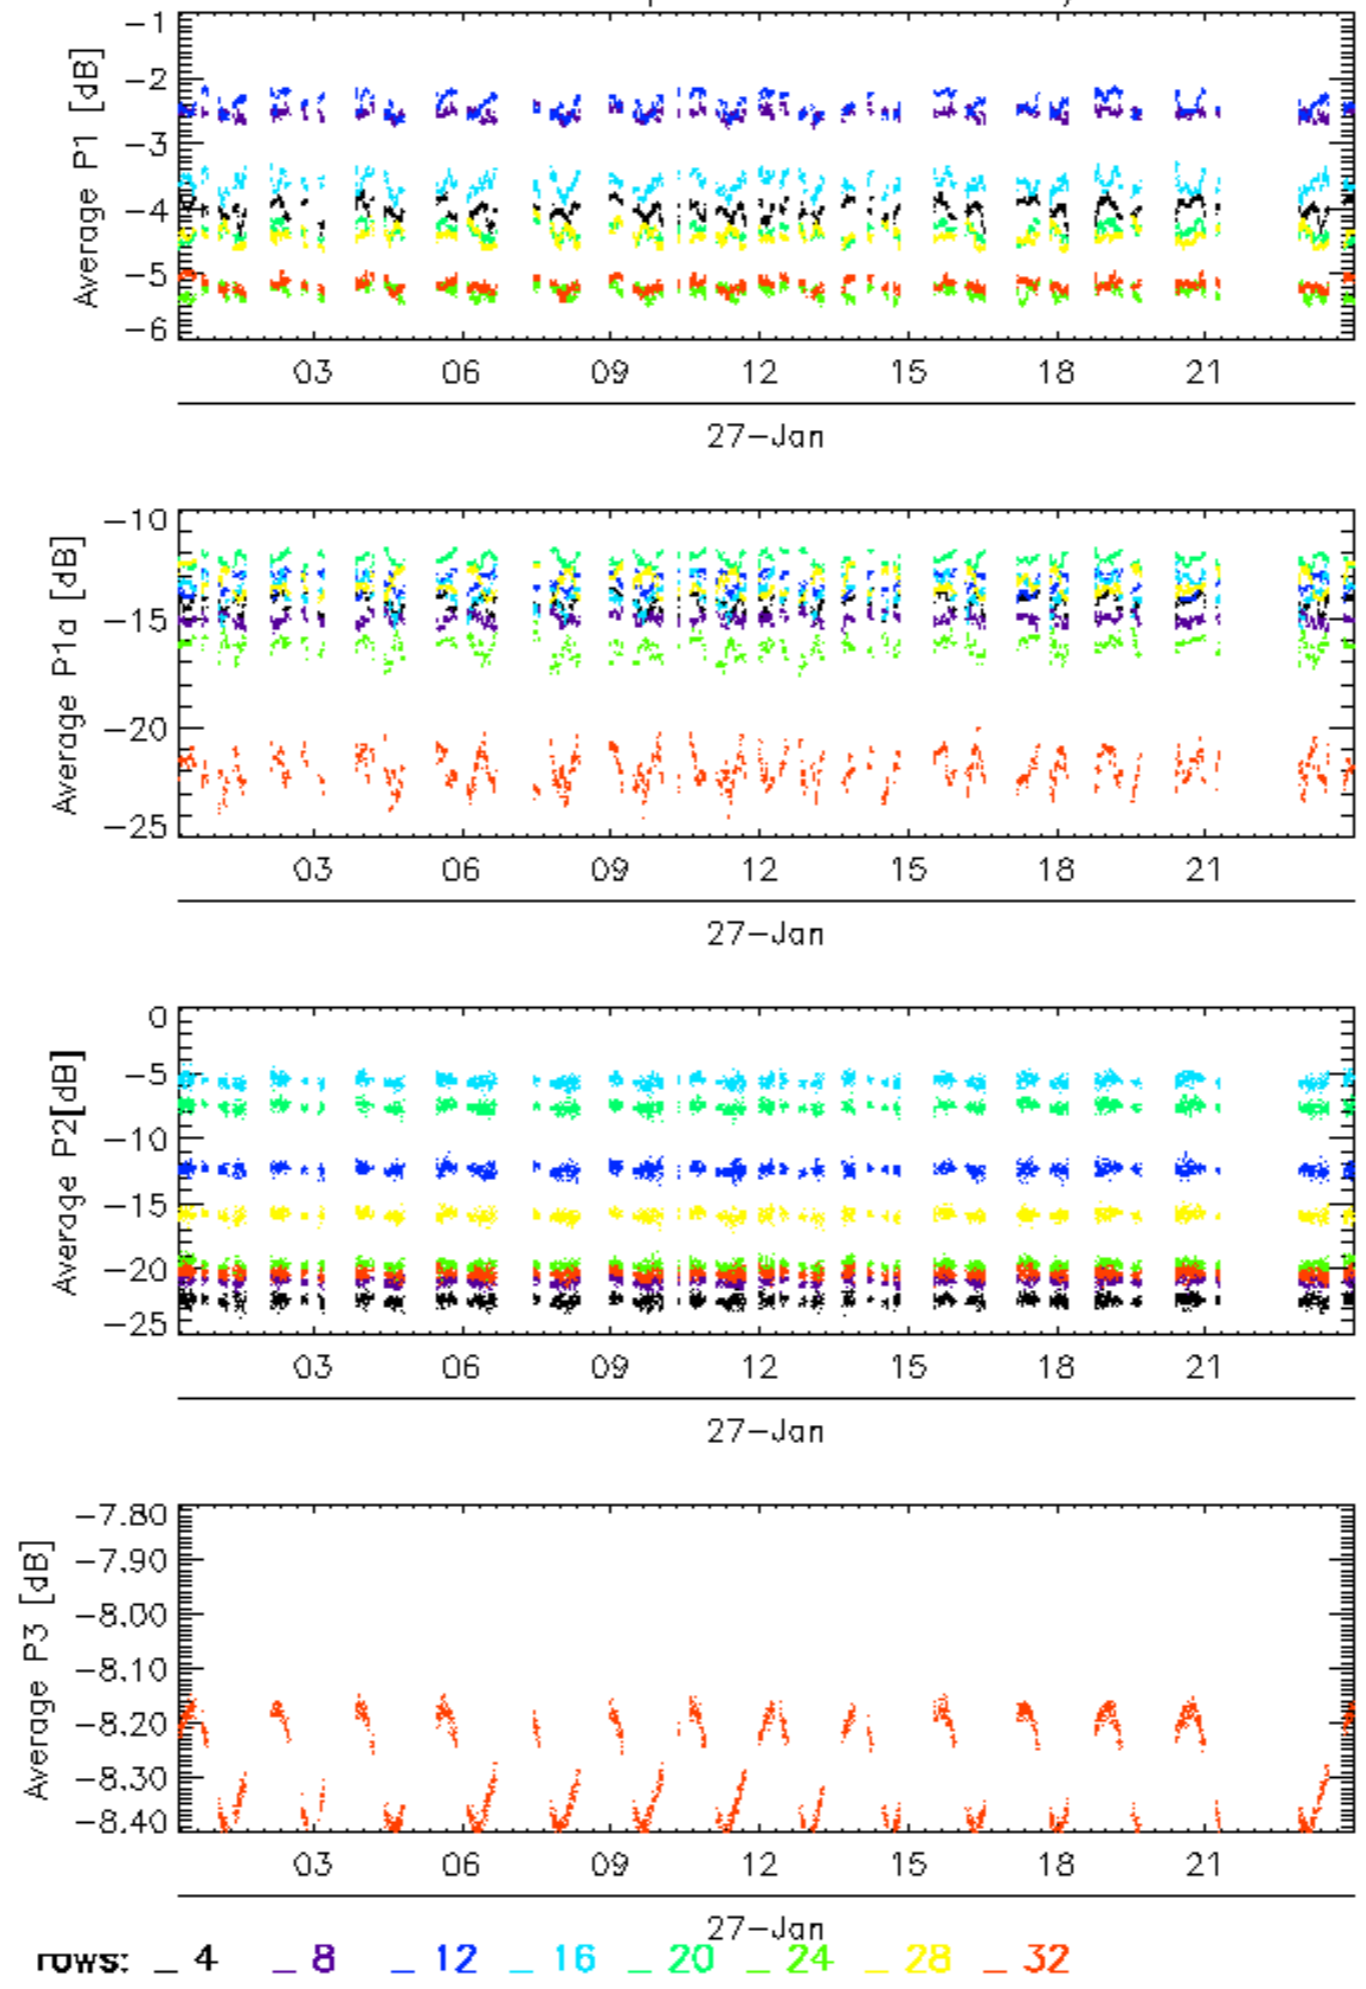 -1
-2
-3
-4
-5
-6
Average P1 [dB]
03 06 09 12 15 18 21
27-Jan
-10
-15
-20
-25
Average P1a [dB]
03 06 09 12 15 18 21
27-Jan
0
-5
-10
-15
-20
-25
Average P2[dB]
03 06 09 12 15 18 21
27-Jan
-7.80
-7.90
-8.00
-8.10
-8.20
-8.30
-8.40
Average P3 [dB]
03 06 09 12 15 18 21
27-Jan
rows: _ 4 _ 8 _ 12 _ 16 _ 20 _ 24 _ 28 _ 32